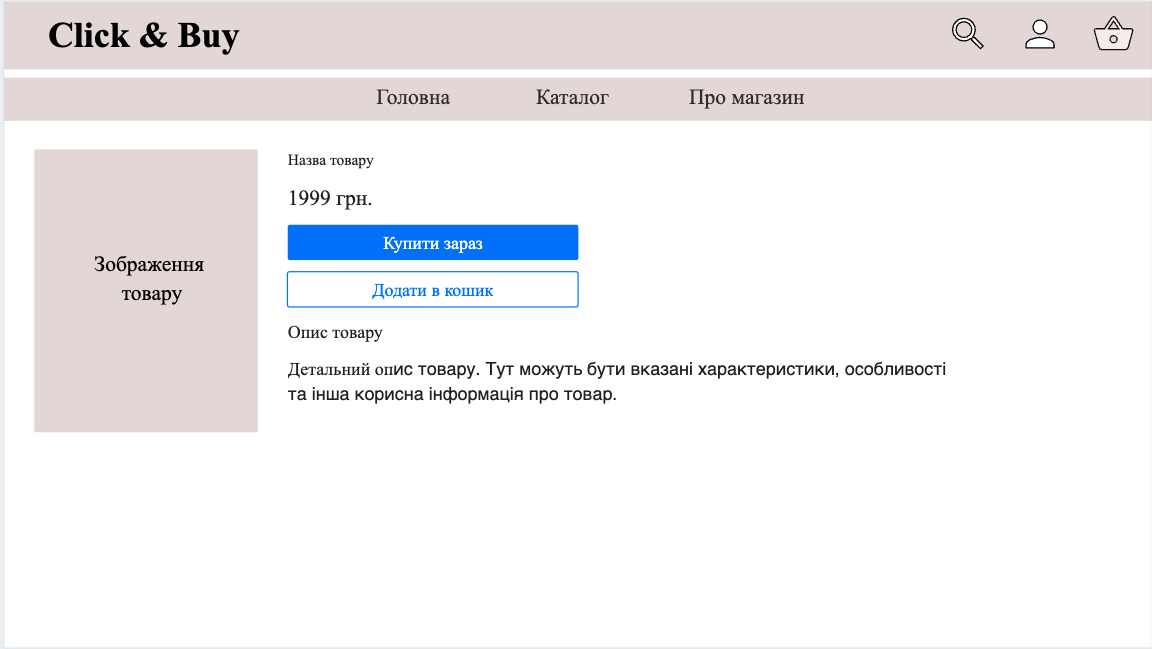 Click & Buy
Головна Каталог Про магазин
Зображення
товару
Назва товару
1999 грн.
Купити зараз
Додати в кошик
Опис товару
Детальний опис товару. Тут можуть бути вказані характеристики, особливості
та інша корисна інформація про товар.